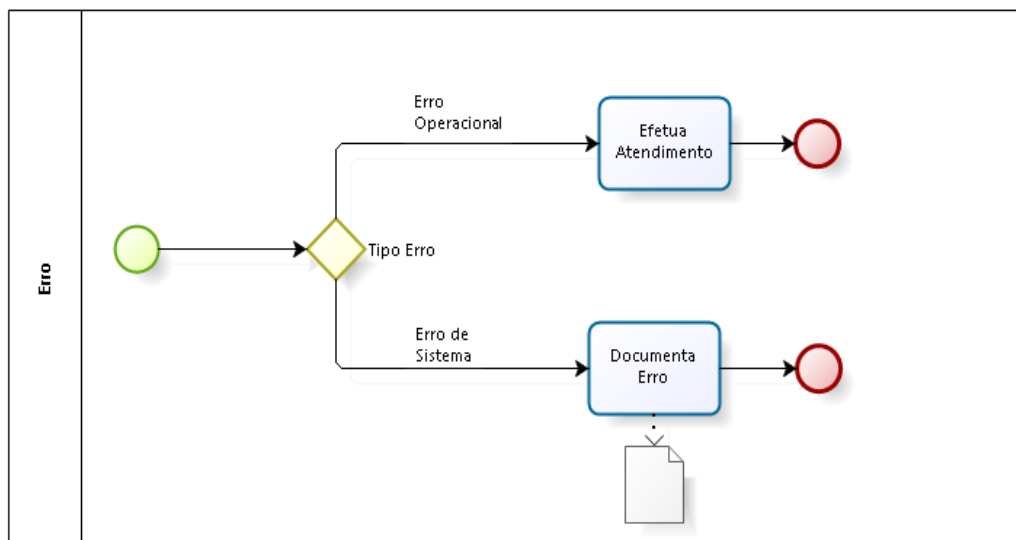 Erro
Erro
Operacional
Efetua
Atendimento
Tipo Erro
Erro de
Sistema
Documenta
Erro